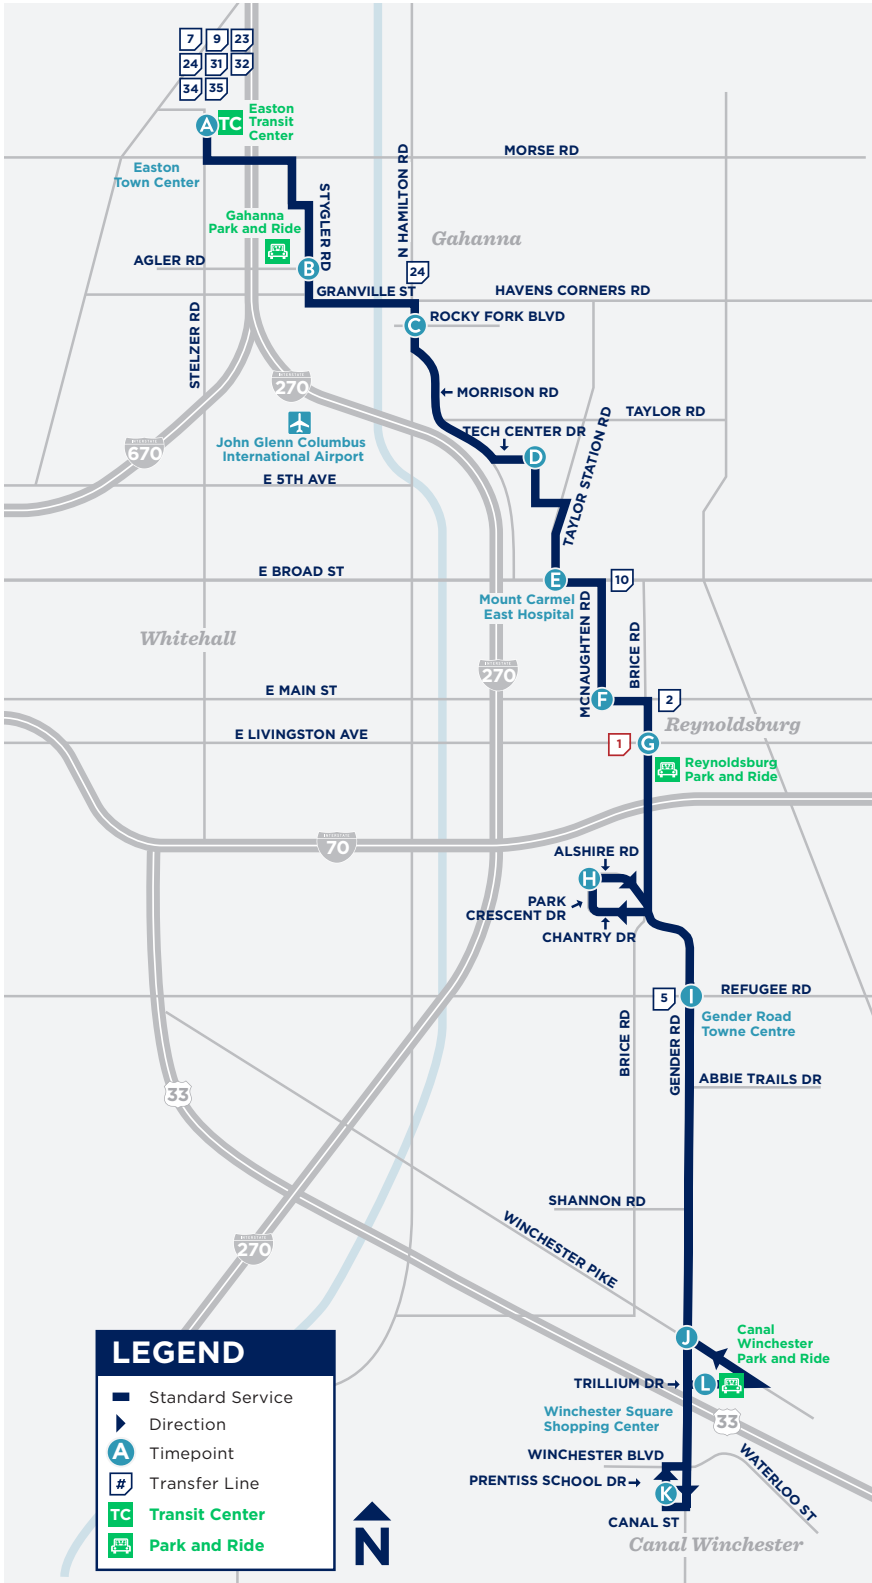 7 9 23
24 31 32
34 35
A TC Easton
Transit
Center
Easton
Town Center
MORSE RD
N HAMILTON RD
STYGLER RD
Gahanna
Park and Ride
Gahanna
AGLER RD
B
24
GRANVILLE ST
HAVENS CORNERS RD
C ROCKY FORK BLVD
STELZER RD
INTERSTATE
270
MORRISON RD
TAYLOR RD
John Glenn Columbus
International Airport
INTERSTATE
670
TECH CENTER DR
D
TAYLOR STATION RD
E 5TH AVE
E BROAD ST
E
10
Mount Carmel
East Hospital
MCNAUGHTEN RD
BRICE RD
Whitehall
INTERSTATE
270
E MAIN ST
F
2
Reynoldsburg
E LIVINGSTON AVE
1 G
Reynoldsburg
Park and Ride
INTERSTATE
70
ALSHIRE RD
H
PARK
CRESCENT DR
CHANTRY DR
5 I
REFUGEE RD
Gender Road
Towne Centre
BRICE RD
GENDER RD
ABBIE TRAILS DR
33
SHANNON RD
WINCHESTER PIKE
INTERSTATE
270
J
Canal
Winchester
Park and Ride
TRILLIUM DR
L
Winchester Square
Shopping Center
33
WINCHESTER BLVD
WATERLOO ST
PRENTISS SCHOOL DR
K
CANAL ST
Canal Winchester
LEGEND
Standard Service
Direction
A Timepoint
# Transfer Line
TC Transit Center
Park and Ride
N